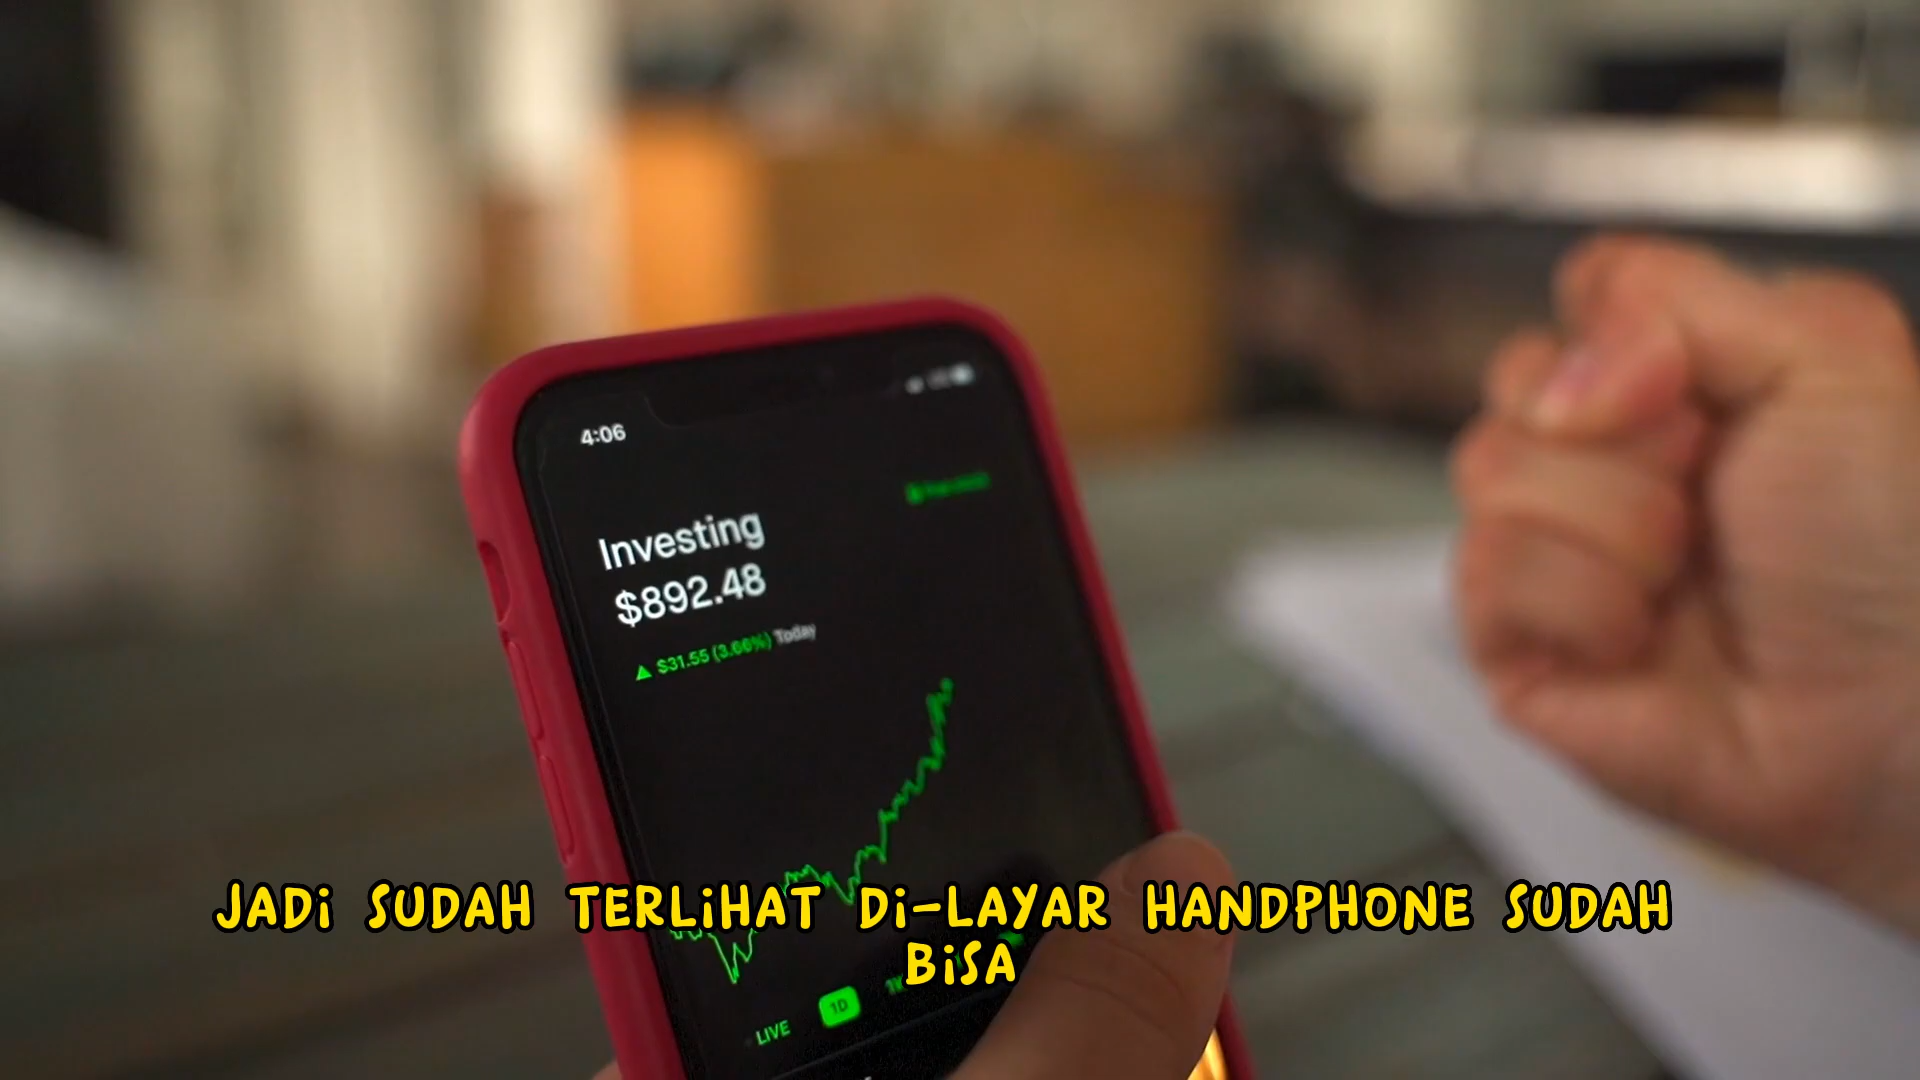 4:06
Investing
$892.48
▲ $31.55 (3.66%) Today
JADI SUDAH TERLIHAT DI-LAYAR HANDPHONE SUDAH
BISA
LIVE
1D